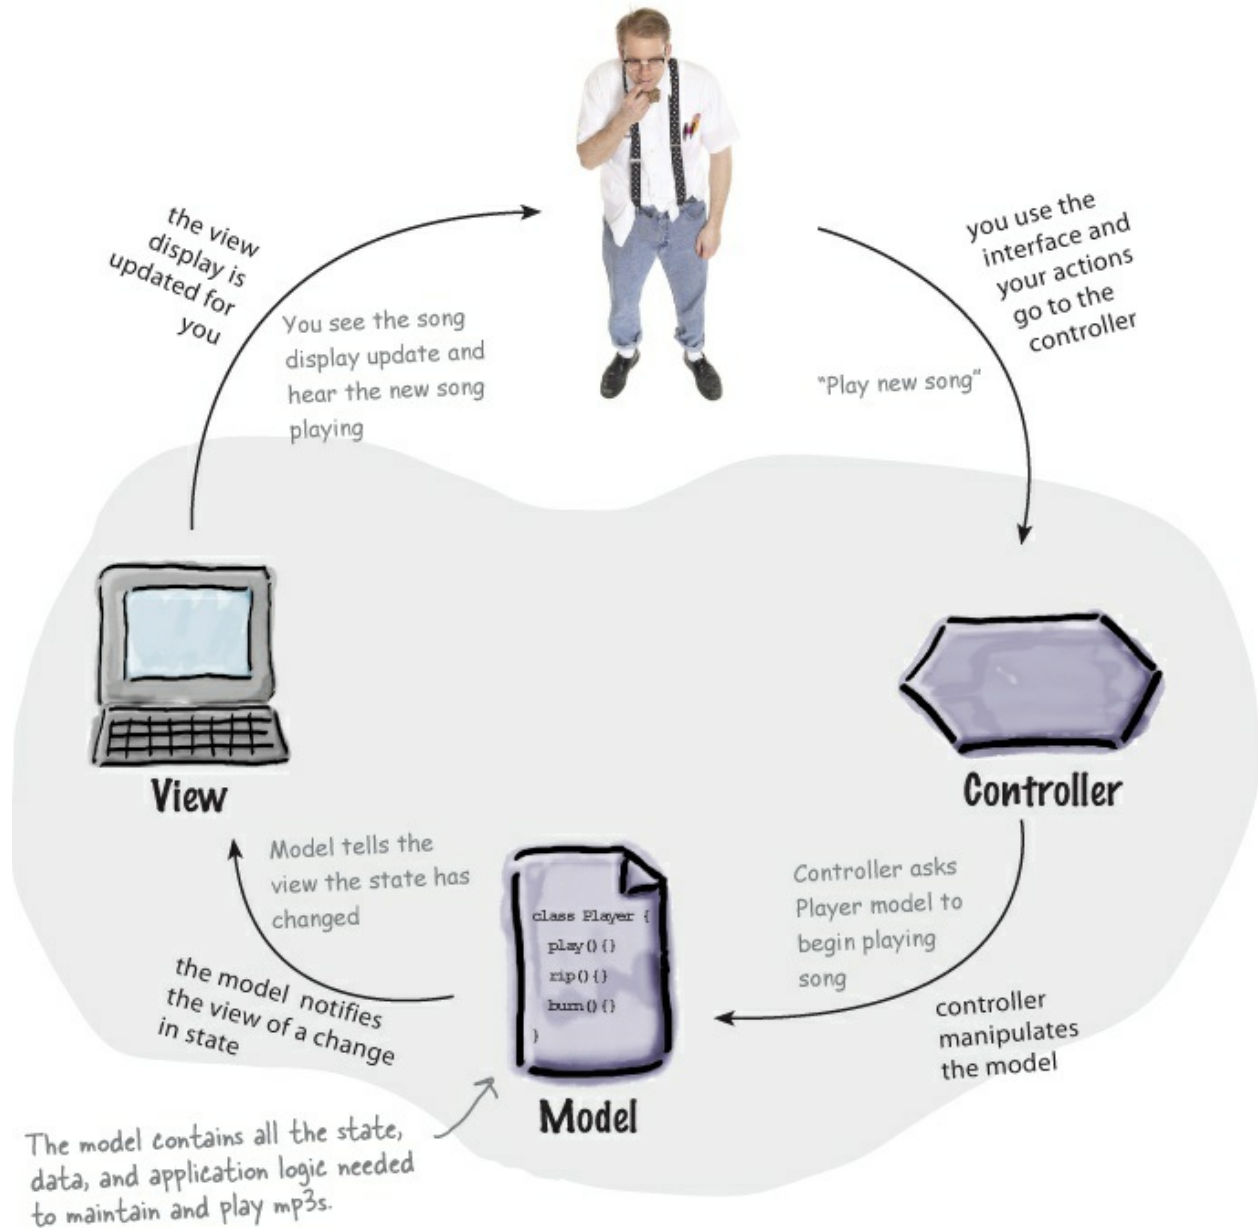 the view
display is
updated for
you
You see the song
display update and
hear the new song
playing
you use the
interface and
your actions
go to the
controller
“Play new song”
View
Controller
Model tells the
view the state has
changed
the model notifies
the view of a change
in state
class Player {
play(){}
rip(){}
burn(){}
}
Controller asks
Player model to
begin playing
song
controller
manipulates
the model
Model
The model contains all the state,
data, and application logic needed
to maintain and play mp3s.